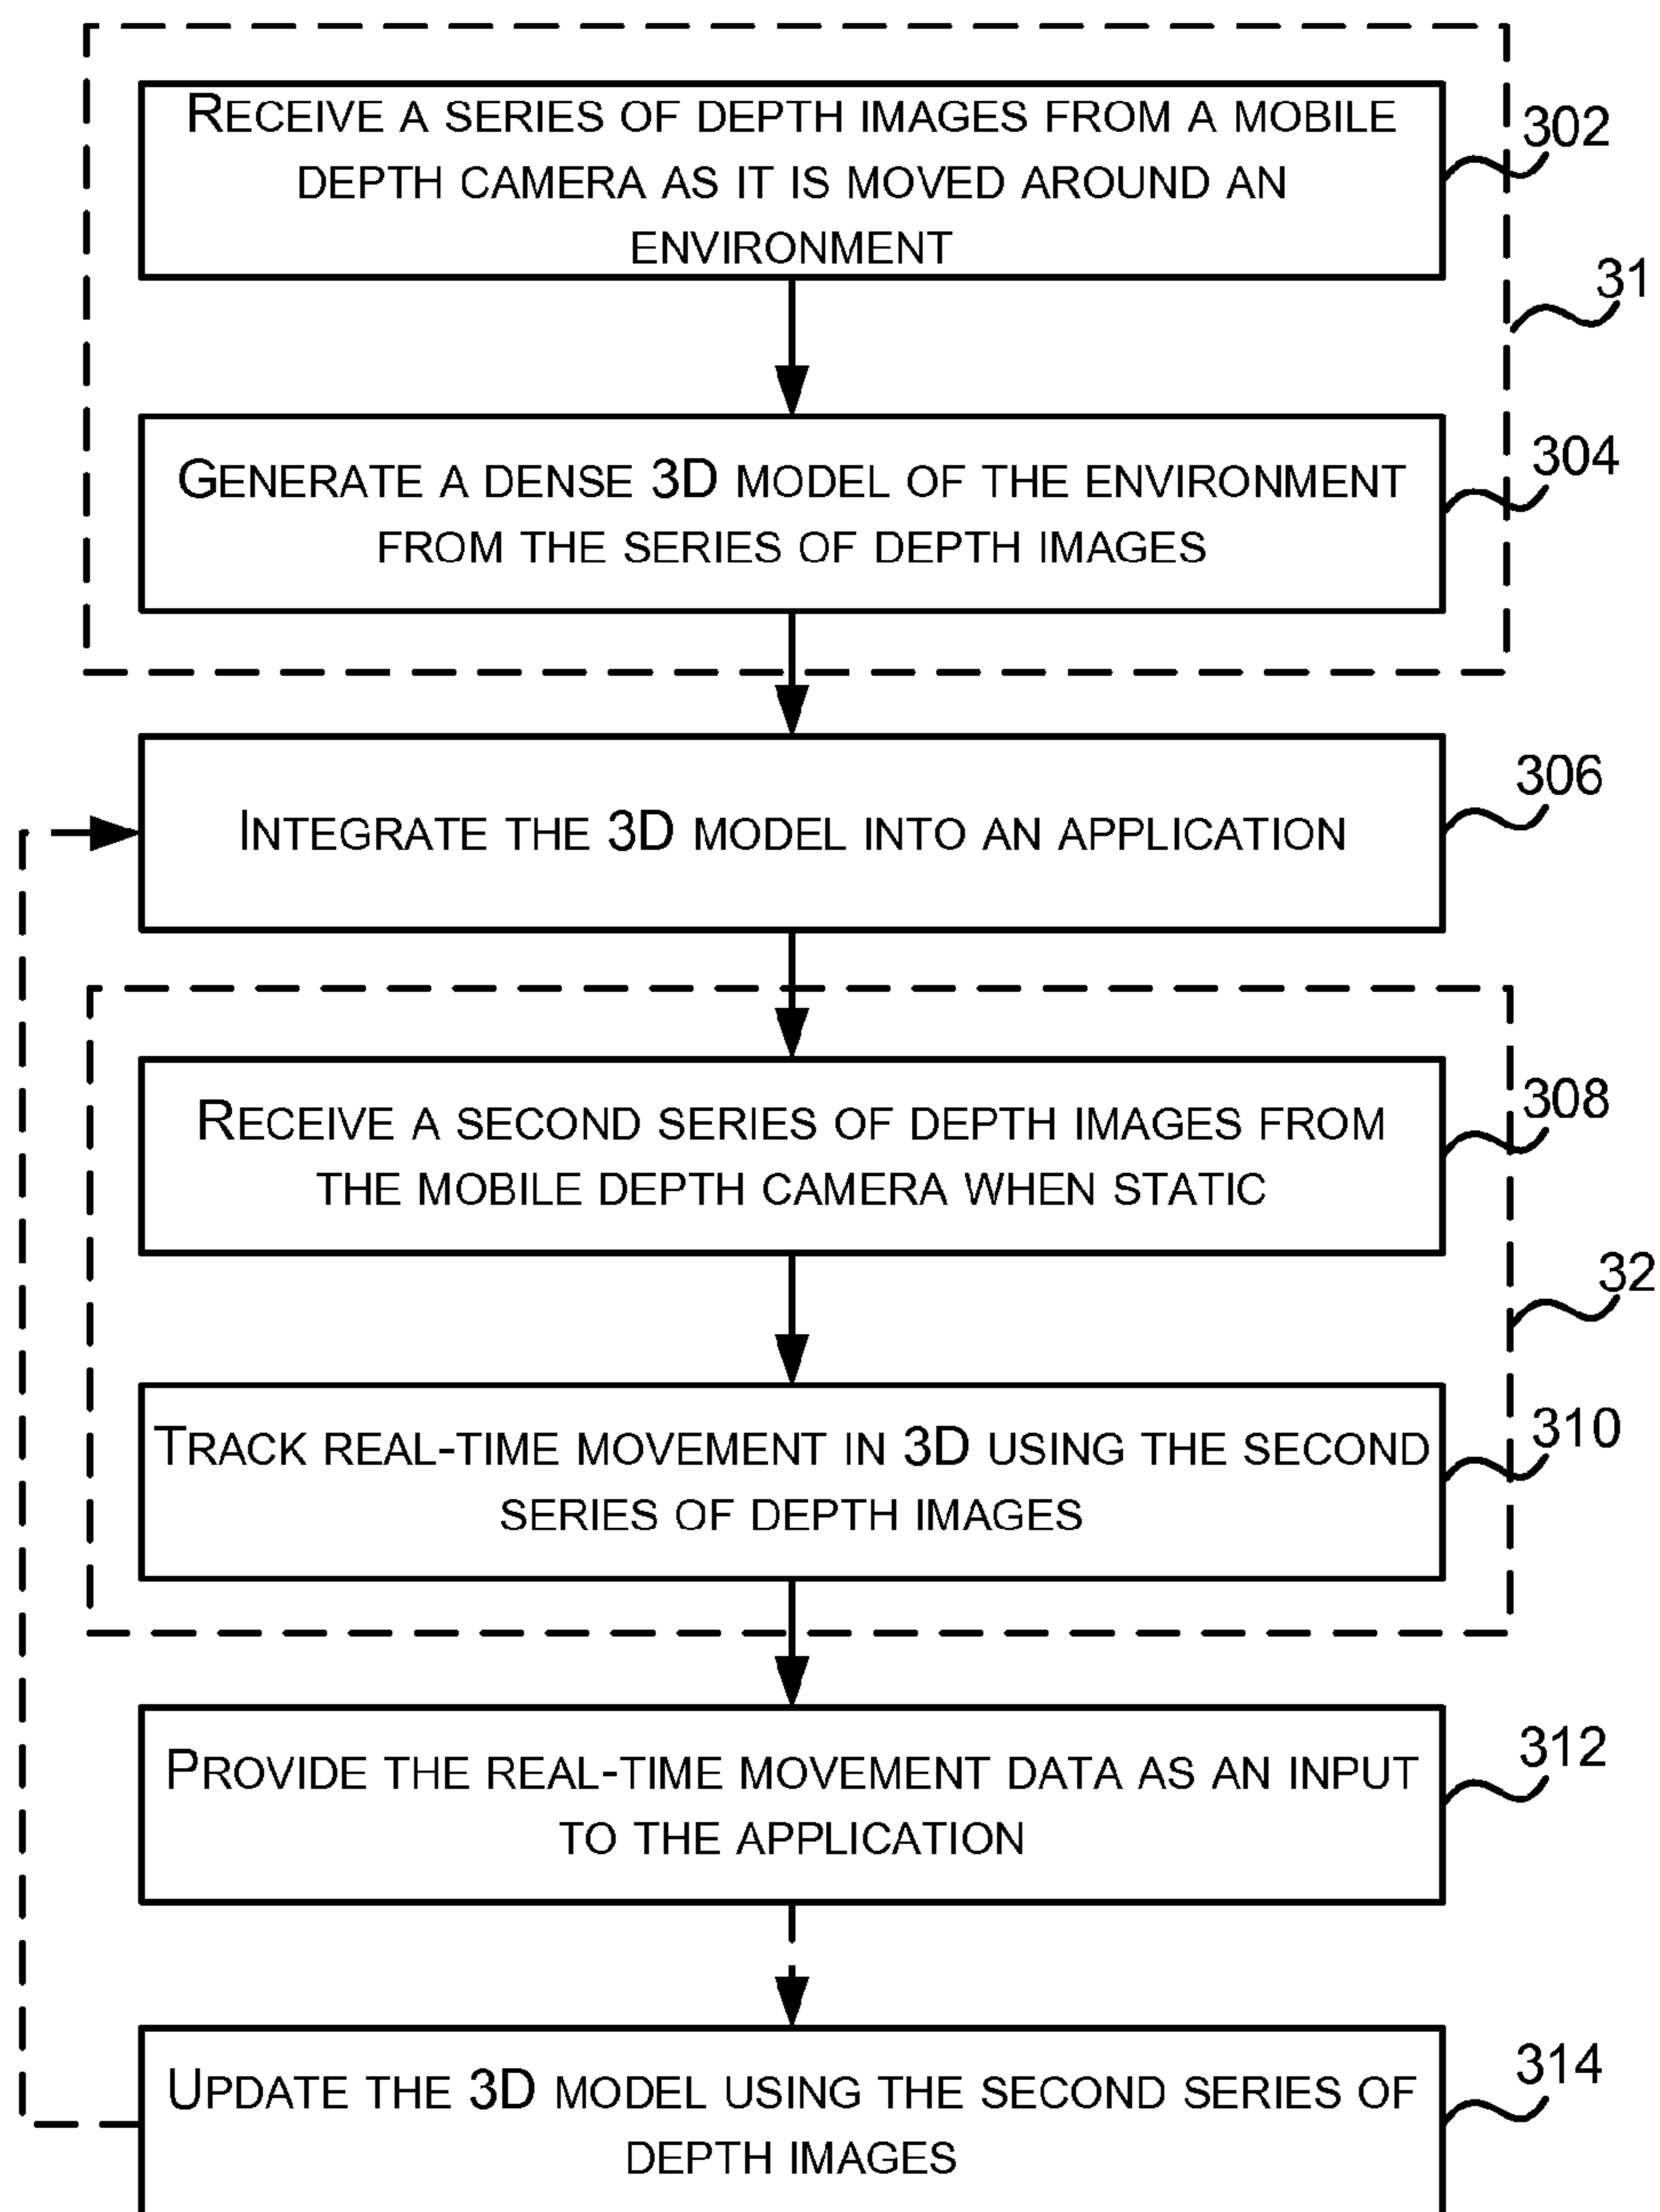 RECEIVE A SERIES OF DEPTH IMAGES FROM A MOBILE
DEPTH CAMERA AS IT IS MOVED AROUND AN
ENVIRONMENT
302
31
GENERATE A DENSE 3D MODEL OF THE ENVIRONMENT
FROM THE SERIES OF DEPTH IMAGES
304
INTEGRATE THE 3D MODEL INTO AN APPLICATION
306
RECEIVE A SECOND SERIES OF DEPTH IMAGES FROM
THE MOBILE DEPTH CAMERA WHEN STATIC
308
32
TRACK REAL-TIME MOVEMENT IN 3D USING THE SECOND
SERIES OF DEPTH IMAGES
310
PROVIDE THE REAL-TIME MOVEMENT DATA AS AN INPUT
TO THE APPLICATION
312
UPDATE THE 3D MODEL USING THE SECOND SERIES OF
DEPTH IMAGES
314